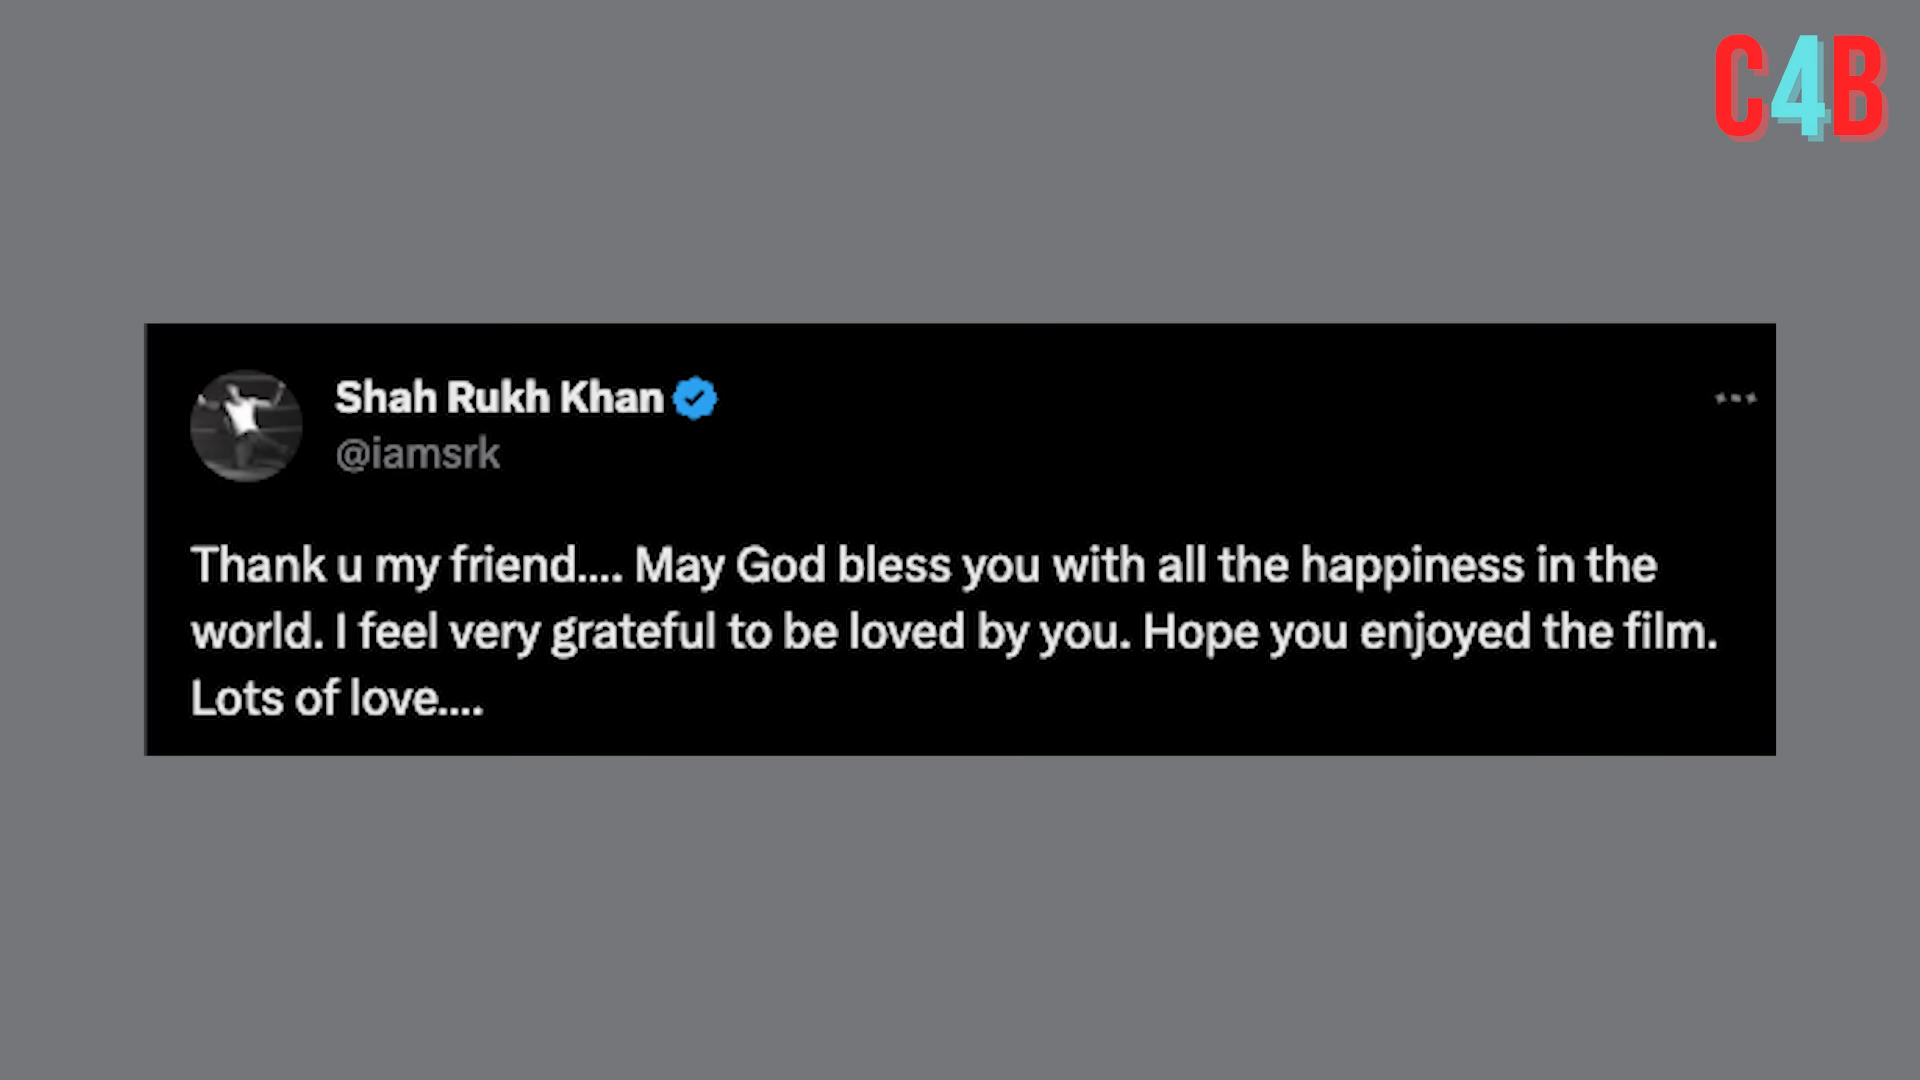 C4B
Shah Rukh Khan
@iamsrk
Thank u my friend.... May God bless you with all the happiness in the
world. I feel very grateful to be loved by you. Hope you enjoyed the film.
Lots of love....